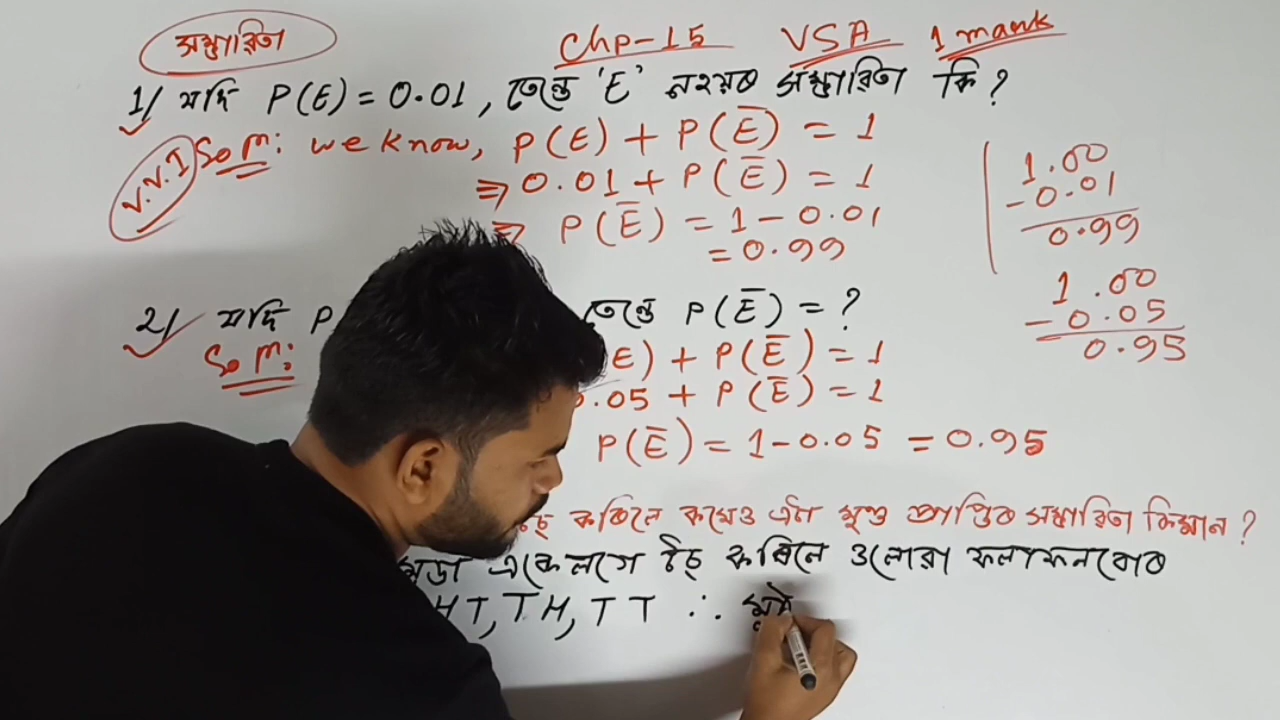 সম্ভাৱিতা Chp-15 VSA 1 mark
1/ যদি P(E) = 0.01, তেন্তে 'E' নহয়ৰ সম্ভাৱিতা কি?
V.V.I Soln: we know, P(E) + P(Ē) = 1
⇒ 0.01 + P(Ē) = 1
⇒ P(Ē) = 1 - 0.01
= 0.99
1.00
- 0.01
0.99
2/ যদি P তেন্তে P(Ē) = ?
Soln: E) + P(Ē) = 1
0.05 + P(Ē) = 1
P(Ē) = 1 - 0.05 = 0.95
1.00
- 0.05
0.95
কৰিলে কমেও এটা মুণ্ড প্ৰাপ্তিৰ সম্ভাৱিতা কিমান?
একেলগে টচ্ কৰিলে ওলোৱা ফলাফলবোৰ
HT, TH, TT ∴